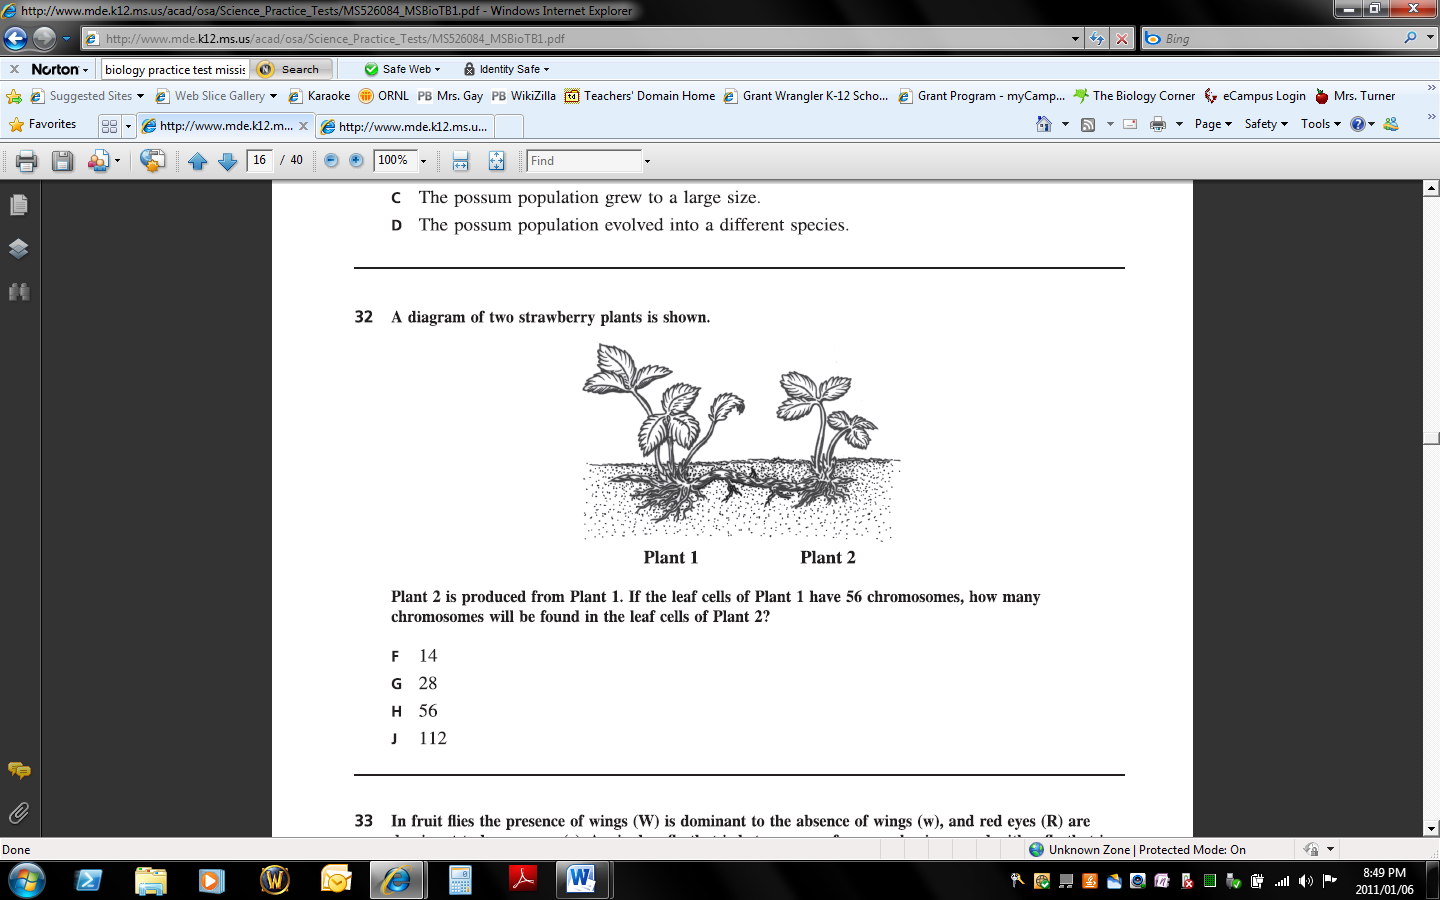 http://www.mde.k12.ms.us/acad/osa/Science_Practice_Tests/MS526084_MSBioTB1.pdf - Windows Internet Explorer
http://www.mde.k12.ms.us/acad/osa/Science_Practice_Tests/MS526084_MSBioTB1.pdf
Bing
x Norton biology practice test missis Search Safe Web Identity Safe
Suggested Sites Web Slice Gallery Karaoke ORNL PB Mrs. Gay PB WikiZilla Teachers' Domain Home Grant Wrangler K-12 Scho... Grant Program - myCamp... The Biology Corner eCampus Login Mrs. Turner
Favorites http://www.mde.k12.m... http://www.mde.k12.ms.u... Page Safety Tools
16 / 40 100% Find
C The possum population grew to a large size.
D The possum population evolved into a different species.
32 A diagram of two strawberry plants is shown.
Plant 1 Plant 2
Plant 2 is produced from Plant 1. If the leaf cells of Plant 1 have 56 chromosomes, how many
chromosomes will be found in the leaf cells of Plant 2?
F 14
G 28
H 56
J 112
33 In fruit flies the presence of wings (W) is dominant to the absence of wings (w), and red eyes (R) are
Done Unknown Zone | Protected Mode: On
8:49 PM
2011/01/06